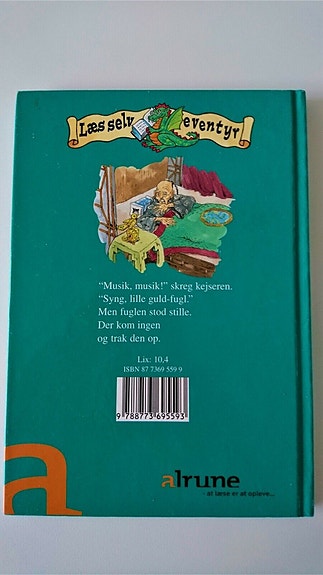 Læs selv eventyr
"Musik, musik!" skreg kejseren.
"Syng, lille guld-fugl."
Men fuglen stod stille.
Der kom ingen
og trak den op.
Lix: 10,4
ISBN 87 7369 559 9
9 788773 695593
a
alrune
at læse er at opleve...